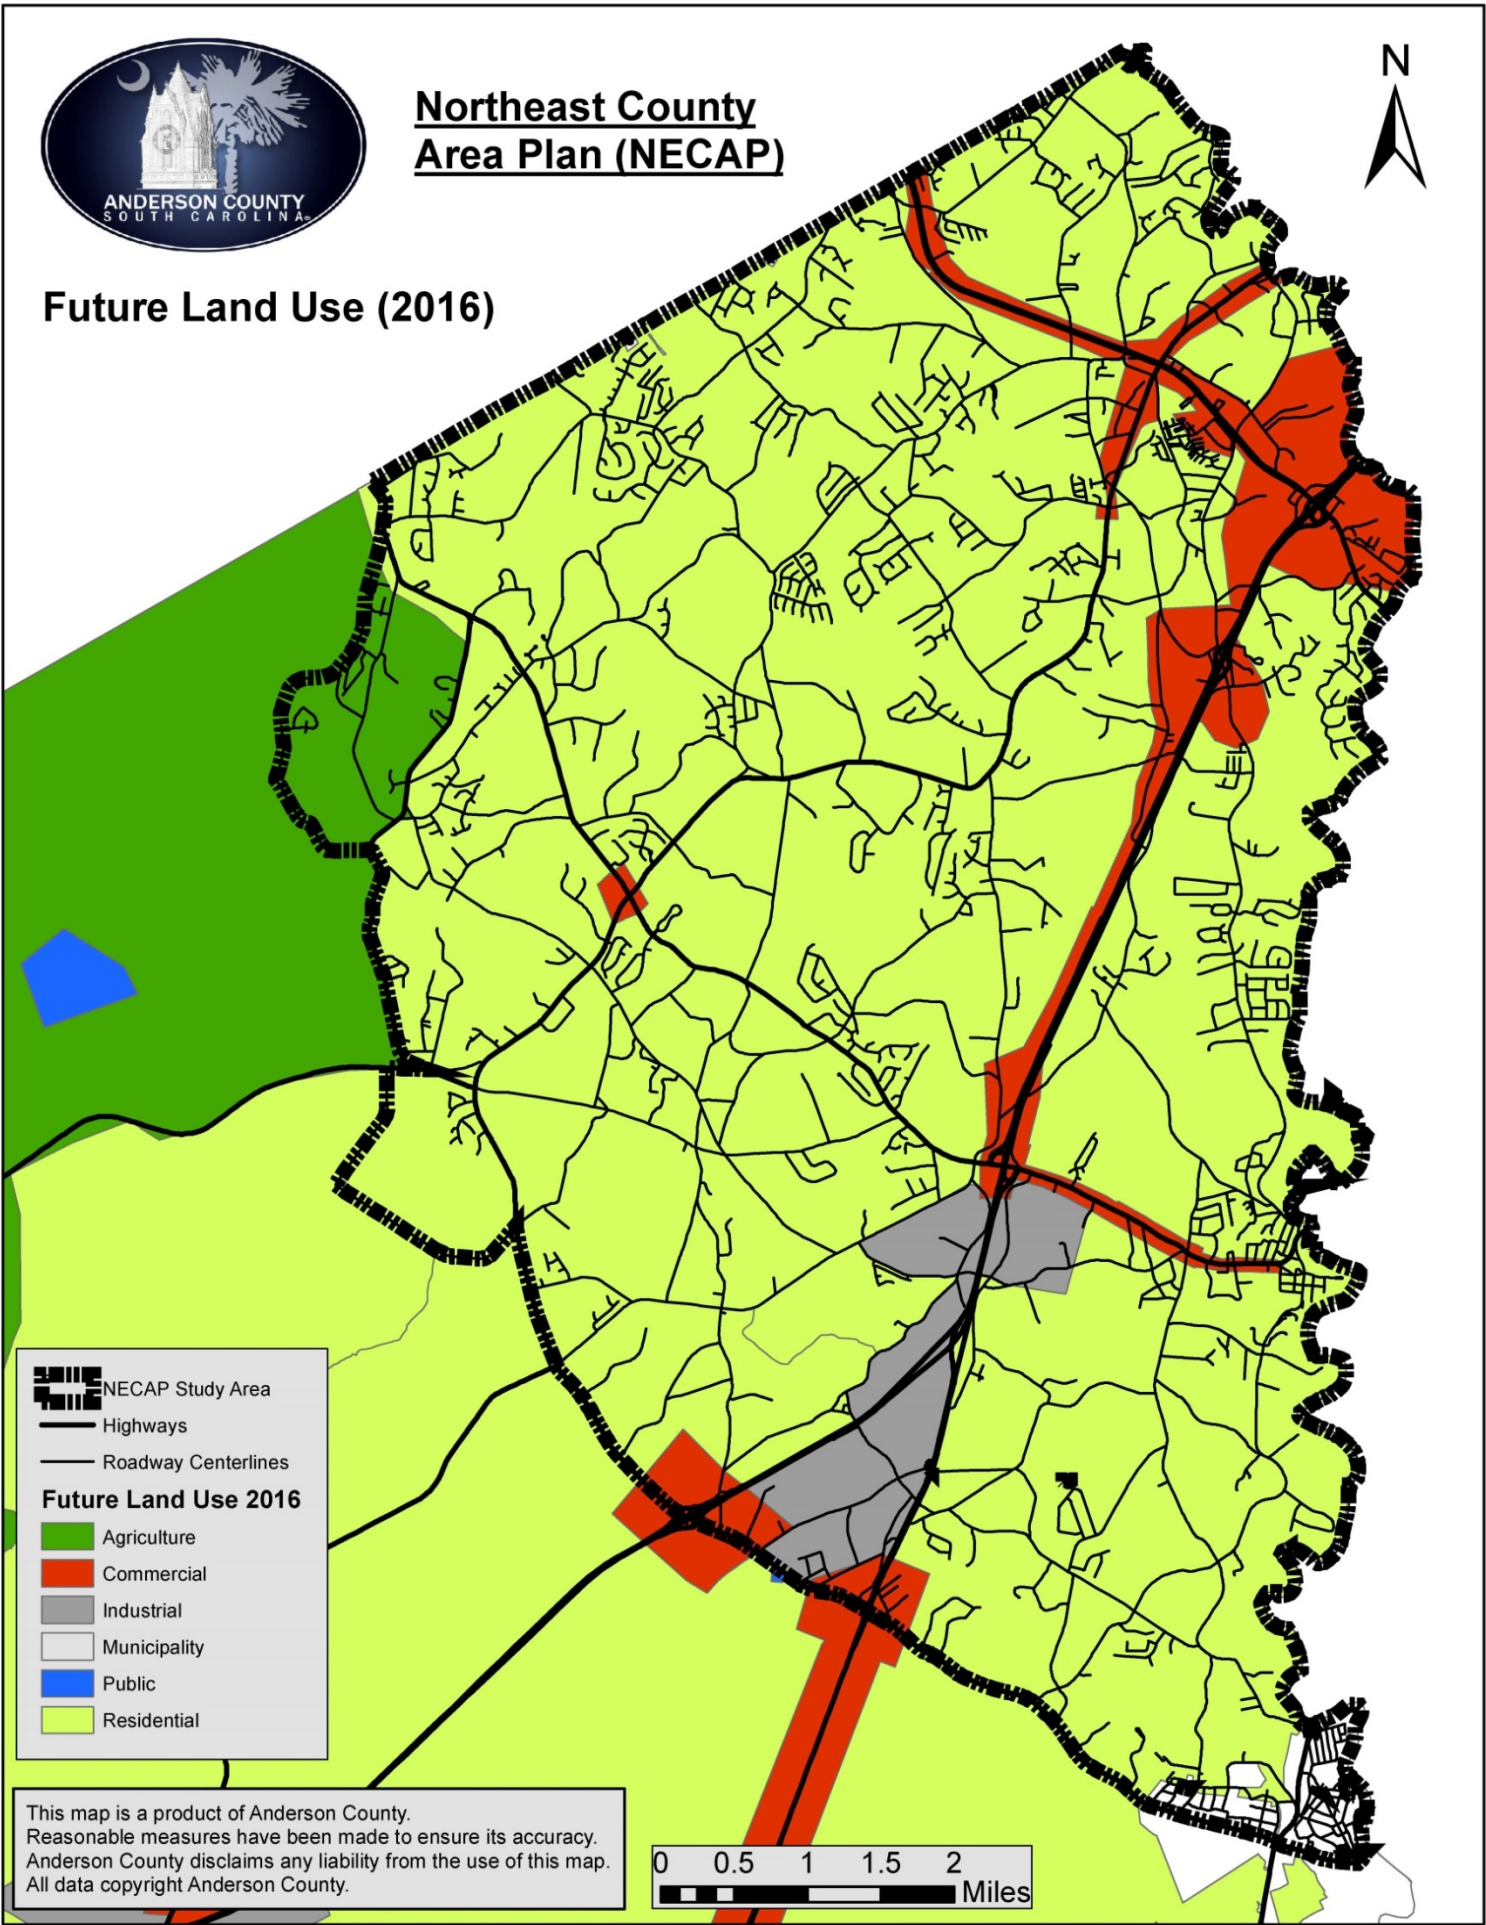 ANDERSON COUNTY
SOUTH CAROLINA
Northeast County
Area Plan (NECAP)
N
Future Land Use (2016)
NECAP Study Area
Highways
Roadway Centerlines
Future Land Use 2016
Agriculture
Commercial
Industrial
Municipality
Public
Residential
This map is a product of Anderson County.
Reasonable measures have been made to ensure its accuracy.
Anderson County disclaims any liability from the use of this map.
All data copyright Anderson County.
0 0.5 1 1.5 2
Miles